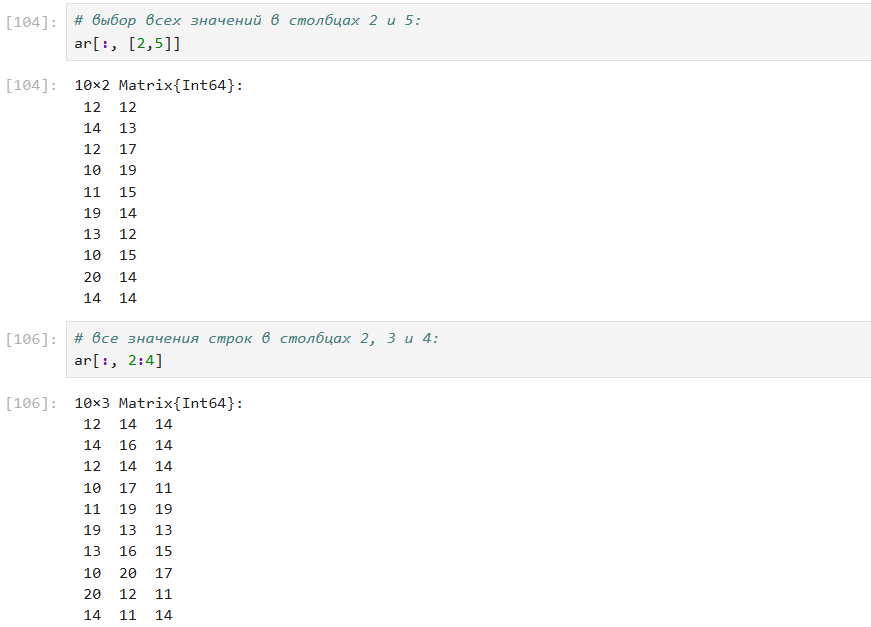 [104]: # выбор всех значений в столбцах 2 и 5:
ar[:, [2,5]]
[104]: 10×2 Matrix{Int64}:
12 12
14 13
12 17
10 19
11 15
19 14
13 12
10 15
20 14
14 14
[106]: # все значения строк в столбцах 2, 3 и 4:
ar[:, 2:4]
[106]: 10×3 Matrix{Int64}:
12 14 14
14 16 14
12 14 14
10 17 11
11 19 19
19 13 13
13 16 15
10 20 17
20 12 11
14 11 14